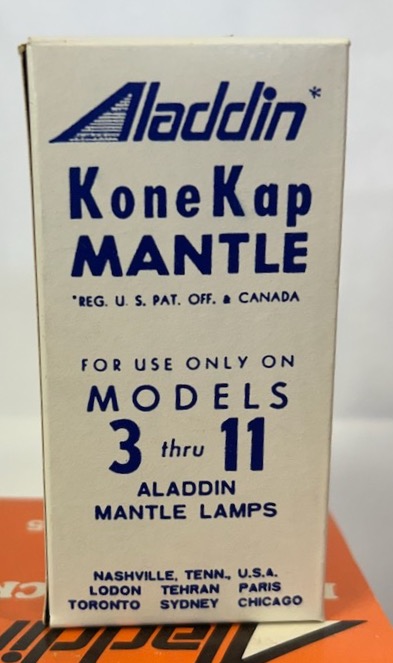 Aladdin*
KoneKap
MANTLE
*REG. U. S. PAT. OFF. & CANADA
FOR USE ONLY ON
MODELS
3 thru 11
ALADDIN
MANTLE LAMPS
NASHVILLE, TENN., U.S.A.
LODON TEHRAN PARIS
TORONTO SYDNEY CHICAGO
Aladdin